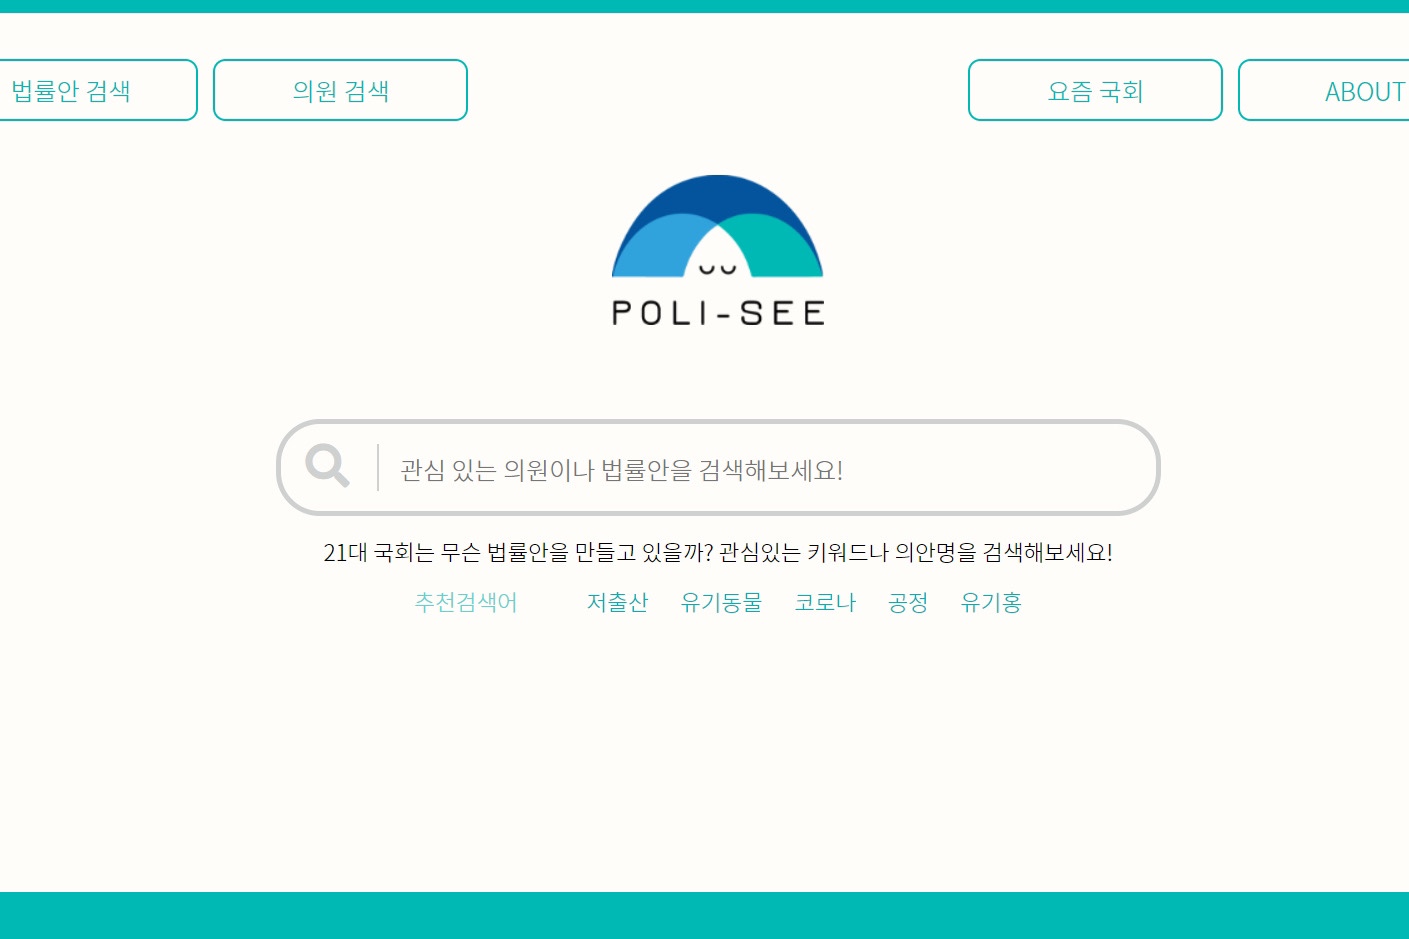 법률안 검색 의원 검색 요즘 국회 ABOUT
POLI-SEE
관심 있는 의원이나 법률안을 검색해보세요!
21대 국회는 무슨 법률안을 만들고 있을까? 관심있는 키워드나 의안명을 검색해보세요!
추천검색어 저출산 유기동물 코로나 공정 유기홍